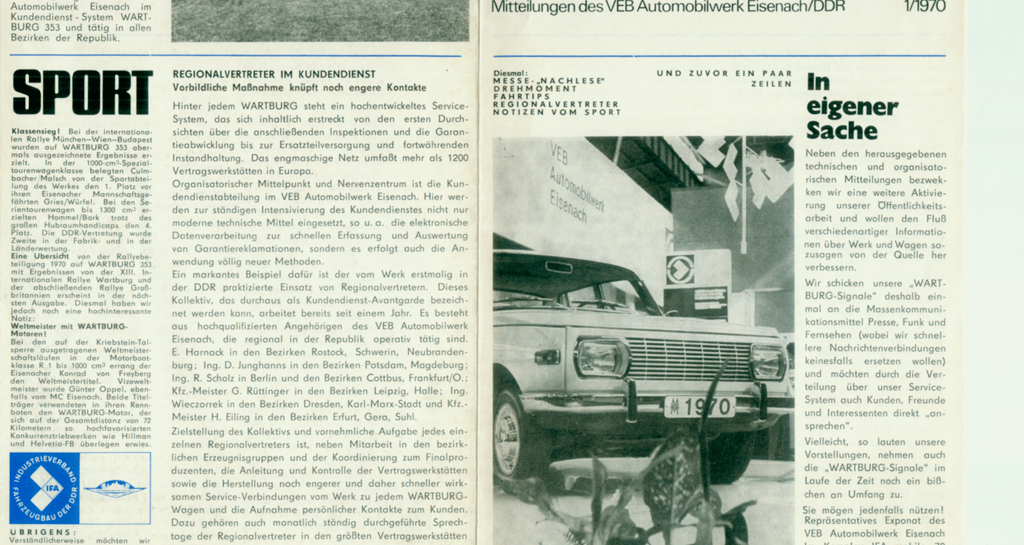 Automobilwerk Eisenach im
Kundendienst-System WART-
BURG 353 und tätig in allen
Bezirken der Republik.
SPORT
Klassensieg! Bei der internationa-
len Rallye München—Wien—Budapest
wurden auf WARTBURG 353 aber-
mals ausgezeichnete Ergebnisse er-
zielt. In der 1000-cm³-Spezial-
tourenwagenklasse belegten Culm-
bacher/Malsch von der Sportabtei-
lung des Werkes den 1. Platz vor
ihren Eisenacher Mannschaftsge-
fährten Gries/Würfel. Bei den Se-
rientourenwagen bis 1300 cm³ er-
zielten Hommel/Bork trotz des
großen Hubraumhandicaps den 4.
Platz. Die DDR-Vertretung wurde
Zweite in der Fabrik- und in der
Länderwertung.
Eine Übersicht von der Rallyebe-
teiligung 1970 auf WARTBURG 353
mit Ergebnissen von der XIII. In-
ternationalen Rallye Wartburg und
der abschließenden Rallye Groß-
britannien erscheint in der näch-
sten Ausgabe. Diesmal haben wir
jedoch noch eine hochinteressante
Notiz:
Weltmeister mit WARTBURG-
Motoren!
Bei den auf der Kriebstein-Tal-
sperre ausgetragenen Weltmeister-
schaftsläufen in der Motorboot-
klasse R 1 bis 1000 cm³ errang der
Eisenacher Konrad von Freyberg
den Weltmeistertitel. Vizewelt-
meister wurde Günter Oppel, eben-
falls vom MC Eisenach. Beide Titel-
träger verwendeten in ihren Renn-
booten den WARTBURG-Motor, der
sich auf der Gesamtdistanz von 72
Kilometern so hochfavorisierten
Konkurrenztriebwerken wie Hillman
und Helvetia-FB überlegen erwies.
INDUSTRIEVERBAND
IFA
FAHRZEUGBAU DER DDR
ÜBRIGENS:
Verständlicherweise möchten wir
REGIONALVERTRETER IM KUNDENDIENST
Vorbildliche Maßnahme knüpft noch engere Kontakte
Hinter jedem WARTBURG steht ein hochentwickeltes Service-
System, das sich inhaltlich erstreckt von den ersten Durch-
sichten über die anschließenden Inspektionen und die Garan-
tieabwicklung bis zur Ersatzteilversorgung und fortwährenden
Instandhaltung. Das engmaschige Netz umfaßt mehr als 1200
Vertragswerkstätten in Europa.
Organisatorischer Mittelpunkt und Nervenzentrum ist die Kun-
dendienstabteilung im VEB Automobilwerk Eisenach. Hier wer-
den zur ständigen Intensivierung des Kundendienstes nicht nur
moderne technische Mittel eingesetzt, so u. a. die elektronische
Datenverarbeitung zur schnellen Erfassung und Auswertung
von Garantiereklamationen, sondern es erfolgt auch die An-
wendung völlig neuer Methoden.
Ein markantes Beispiel dafür ist der vom Werk erstmalig in
der DDR praktizierte Einsatz von Regionalvertretern. Dieses
Kollektiv, das durchaus als Kundendienst-Avantgarde bezeich-
net werden kann, arbeitet bereits seit einem Jahr. Es besteht
aus hochqualifizierten Angehörigen des VEB Automobilwerk
Eisenach, die regional in der Republik operativ tätig sind.
E. Harnack in den Bezirken Rostock, Schwerin, Neubranden-
burg; Ing. D. Junghanns in den Bezirken Potsdam, Magdeburg;
Ing. R. Scholz in Berlin und den Bezirken Cottbus, Frankfurt/O.;
Kfz.-Meister G. Rüttinger in den Bezirken Leipzig, Halle; Ing.
Wieczorrek in den Bezirken Dresden, Karl-Marx-Stadt und Kfz.-
Meister H. Eiling in den Bezirken Erfurt, Gera, Suhl.
Zielstellung des Kollektivs und vornehmliche Aufgabe jedes ein-
zelnen Regionalvertreters ist, neben Mitarbeit in den bezirk-
lichen Erzeugnisgruppen und der Koordinierung zum Finalpro-
duzenten, die Anleitung und Kontrolle der Vertragswerkstätten
sowie die Herstellung noch engerer und daher schneller wirk-
samen Service-Verbindungen vom Werk zu jedem WARTBURG-
Wagen und die Aufnahme persönlicher Kontakte zum Kunden.
Dazu gehören auch monatlich ständig durchgeführte Sprech-
tage der Regionalvertreter in den größten Vertragswerkstätten
Mitteilungen des VEB Automobilwerk Eisenach/DDR 1/1970
Diesmal:
MESSE-„NACHLESE"
DREHMOMENT
FAHRTIPS
REGIONALVERTRETER
NOTIZEN VOM SPORT
UND ZUVOR EIN PAAR
ZEILEN
VEB
Automobilwerk
Eisenach
1970
In
eigener
Sache
Neben den herausgegebenen
technischen und organisato-
rischen Mitteilungen bezwek-
ken wir eine weitere Aktivie-
rung unserer Öffentlichkeits-
arbeit und wollen den Fluß
verschiedenartiger Informatio-
nen über Werk und Wagen so-
zusagen von der Quelle her
verbessern.
Wir schicken unsere „WART-
BURG-Signale" deshalb ein-
mal an die Massenkommuni-
kationsmittel Presse, Funk und
Fernsehen (wobei wir schnel-
lere Nachrichtenverbindungen
keinesfalls ersetzen wollen)
und möchten durch die Ver-
teilung über unser Service-
System auch Kunden, Freunde
und Interessenten direkt „an-
sprechen".
Vielleicht, so lauten unsere
Vorstellungen, nehmen auch
die „WARTBURG-Signale" im
Laufe der Zeit noch ein biß-
chen an Umfang zu.
Sie mögen jedenfalls nützen!
Repräsentatives Exponat des
VEB Automobilwerk Eisenach